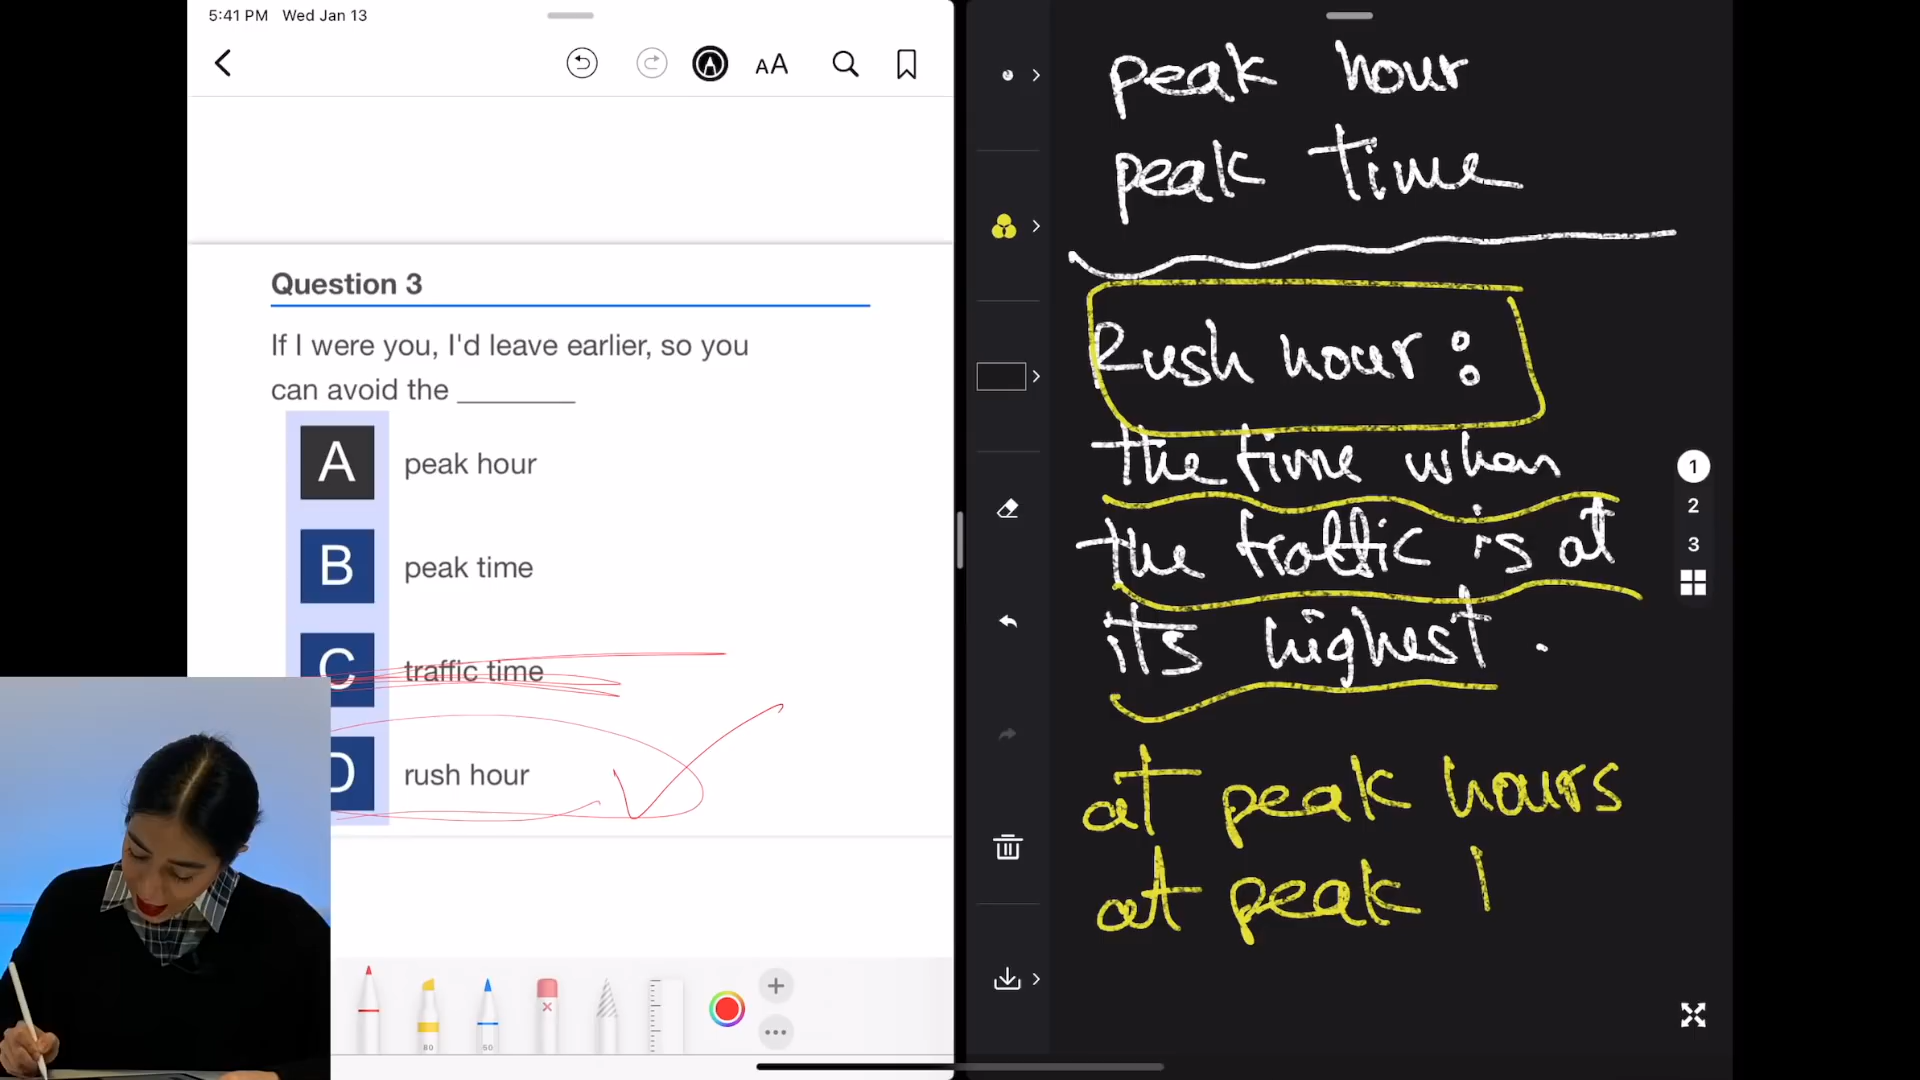 5:41 PM Wed Jan 13
AA
Question 3
If I were you, I'd leave earlier, so you
can avoid the ________
A peak hour
B peak time
C traffic time
D rush hour
80
50
peak hour
peak time
Rush hour :
the time when
the traffic is at
its highest .
at peak hours
at peak
1
2
3